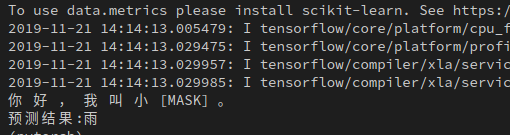 To use data.metrics please install scikit-learn. See https:/
2019-11-21 14:14:13.005479: I tensorflow/core/platform/cpu_f
2019-11-21 14:14:13.029475: I tensorflow/core/platform/profi
2019-11-21 14:14:13.029957: I tensorflow/compiler/xla/servic
2019-11-21 14:14:13.029985: I tensorflow/compiler/xla/servic
你 好 ， 我 叫 小 [MASK] 。
预测结果:雨